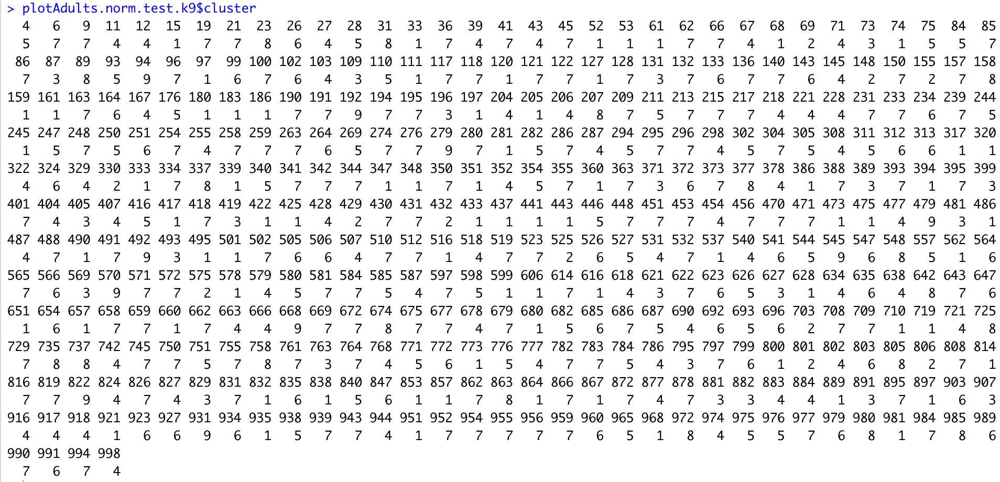 > plotAdults.norm.test.k9$cluster
4 6 9 11 12 15 19 21 23 26 27 28 31 33 36 39 41 43 45 52 53 61 62 66 67 68 69 71 73 74 75 84 85
5 7 7 4 4 1 7 7 8 6 4 5 8 1 7 4 7 4 7 1 1 1 7 7 4 1 2 4 3 1 5 5 7
86 87 89 93 94 96 97 99 100 102 103 109 110 111 117 118 120 121 122 127 128 131 132 133 136 140 143 145 148 150 155 157 158
7 3 8 5 9 7 1 6 7 6 4 3 5 1 7 7 1 7 7 1 7 3 7 6 7 7 6 4 2 7 2 7 8
159 161 163 164 167 176 180 183 186 190 191 192 194 195 196 197 204 205 206 207 209 211 213 215 217 218 221 228 231 233 234 239 244
1 1 7 6 4 5 1 1 1 7 7 9 7 7 3 1 4 1 4 8 7 5 7 7 7 4 4 4 7 7 6 7 5
245 247 248 250 251 254 255 258 259 263 264 269 274 276 279 280 281 282 286 287 294 295 296 298 302 304 305 308 311 312 313 317 320
1 5 7 5 6 7 4 7 7 7 6 5 7 7 9 7 1 5 7 4 5 7 7 4 5 7 5 4 5 6 6 1 1
322 324 329 330 333 334 337 339 340 341 342 344 347 348 350 351 352 354 355 360 363 371 372 373 377 378 386 388 389 393 394 395 399
4 6 4 2 1 7 8 1 5 7 7 7 1 1 7 1 4 5 7 1 7 3 6 7 8 4 1 7 3 7 1 7 3
401 404 405 407 416 417 418 419 422 425 428 429 430 431 432 433 437 441 443 446 448 451 453 454 456 470 471 473 475 477 479 481 486
7 4 3 4 5 1 7 3 1 1 4 2 7 7 2 1 1 1 1 5 7 7 7 4 7 7 7 1 1 4 9 3 1
487 488 490 491 492 493 495 501 502 505 506 507 510 512 516 518 519 523 525 526 527 531 532 537 540 541 544 545 547 548 557 562 564
4 7 1 7 9 3 1 1 7 6 6 4 7 7 1 4 7 7 2 6 5 4 7 1 4 6 5 9 6 8 5 1 6
565 566 569 570 571 572 575 578 579 580 581 584 585 587 597 598 599 606 614 616 618 621 622 623 626 627 628 634 635 638 642 643 647
7 6 3 9 7 7 2 1 4 5 7 7 5 4 7 5 1 1 7 1 4 3 7 6 5 3 1 4 6 4 8 7 6
651 654 657 658 659 660 662 663 666 668 669 672 674 675 677 678 679 680 682 685 686 687 690 692 693 696 703 708 709 710 719 721 725
1 6 1 7 7 1 7 4 4 9 7 7 8 7 7 4 7 1 5 6 7 5 4 6 5 6 2 7 7 1 1 4 8
729 735 737 742 745 750 751 755 758 761 763 764 768 771 772 773 776 777 782 783 784 786 795 797 799 800 801 802 803 805 806 808 814
7 8 8 4 7 7 5 7 8 7 3 7 4 5 6 1 5 4 7 7 5 4 3 7 6 1 2 4 6 8 2 7 1
816 819 822 824 826 827 829 831 832 835 838 840 847 853 857 862 863 864 866 867 872 877 878 881 882 883 884 889 891 895 897 903 907
7 7 9 4 7 4 3 7 1 6 1 5 6 1 1 7 8 1 7 1 7 4 7 3 3 4 4 1 3 7 1 6 3
916 917 918 921 923 927 931 934 935 938 939 943 944 951 952 954 955 956 959 960 965 968 972 974 975 976 977 979 980 981 984 985 989
4 4 4 1 6 6 9 6 1 5 7 7 4 1 7 7 7 7 7 6 5 1 8 4 5 5 7 6 8 1 7 8 6
990 991 994 998
7 6 7 4